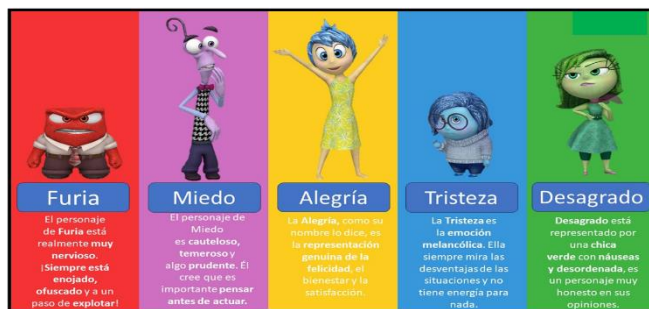 Furia
El personaje
de Furia está
realmente muy
nervioso.
¡Siempre está
enojado,
ofuscado y a un
paso de explotar!
Miedo
El personaje de
Miedo
es cauteloso,
temeroso y
algo prudente. Él
cree que es
importante pensar
antes de actuar.
Alegría
La Alegría, como su
nombre lo dice, es
la representación
genuina de la
felicidad, el
bienestar y la
satisfacción.
Tristeza
La Tristeza es
la emoción
melancólica. Ella
siempre mira las
desventajas de las
situaciones y no
tiene energía para
nada.
Desagrado
Desagrado está
representado por
una chica
verde con náuseas
y desordenada, es
un personaje muy
honesto en sus
opiniones.